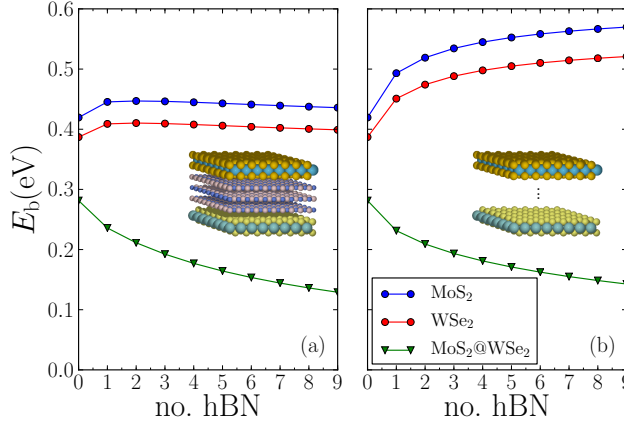 E_b(eV)
0.6
0.5
0.4
0.3
0.2
0.1
0.0
(a)
0 1 2 3 4 5 6 7 8 9
no. hBN
⋮
MoS₂
WSe₂
MoS₂@WSe₂
(b)
0 1 2 3 4 5 6 7 8 9
no. hBN